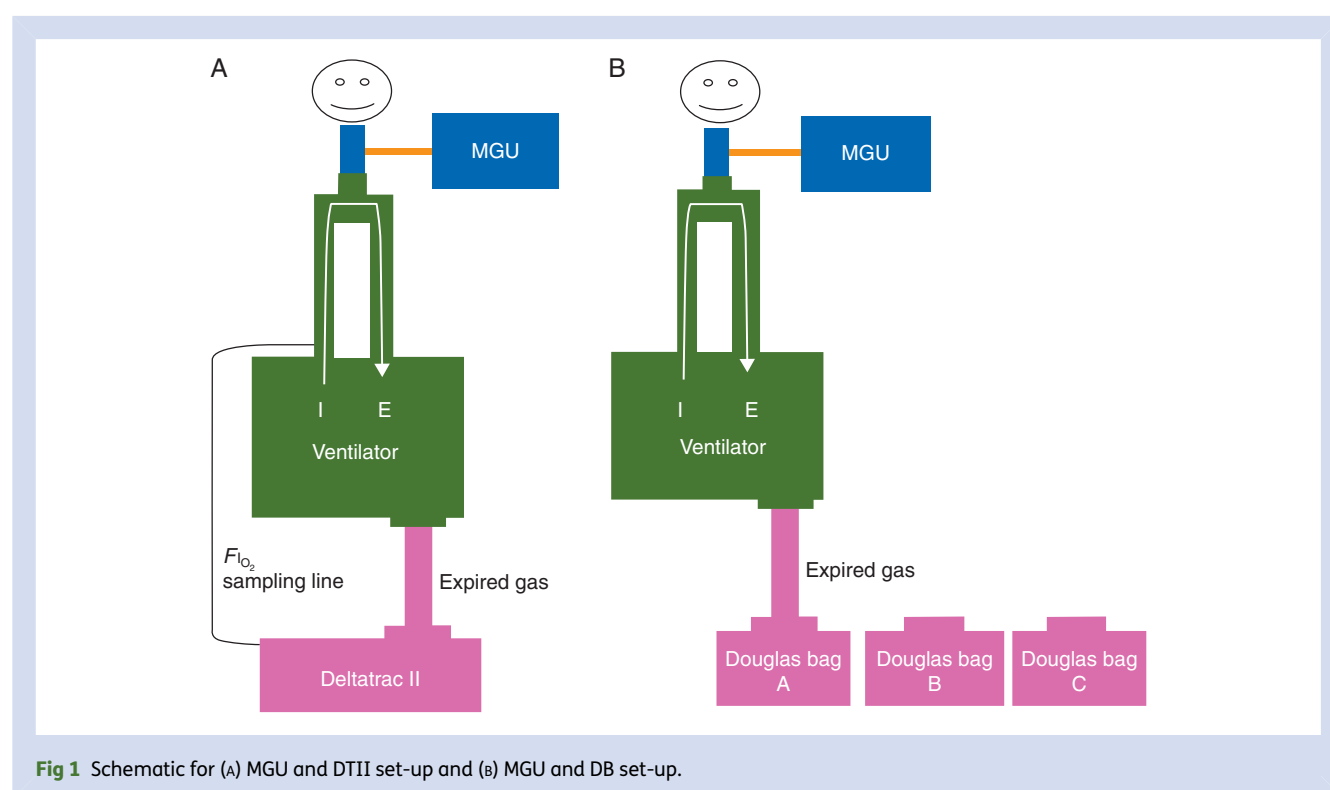 A
MGU
I E
Ventilator
FIO2
sampling line
Expired gas
Deltatrac II
B
MGU
I E
Ventilator
Expired gas
Douglas bag
A
Douglas bag
B
Douglas bag
C
Fig 1 Schematic for (A) MGU and DTII set-up and (B) MGU and DB set-up.